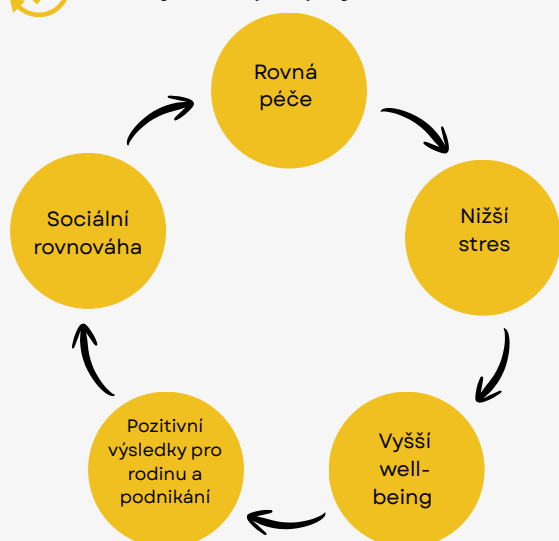 Rovná
péče
Nižší
stres
Vyšší
well-
being
Pozitivní
výsledky pro
rodinu a
podnikání
Sociální
rovnováha